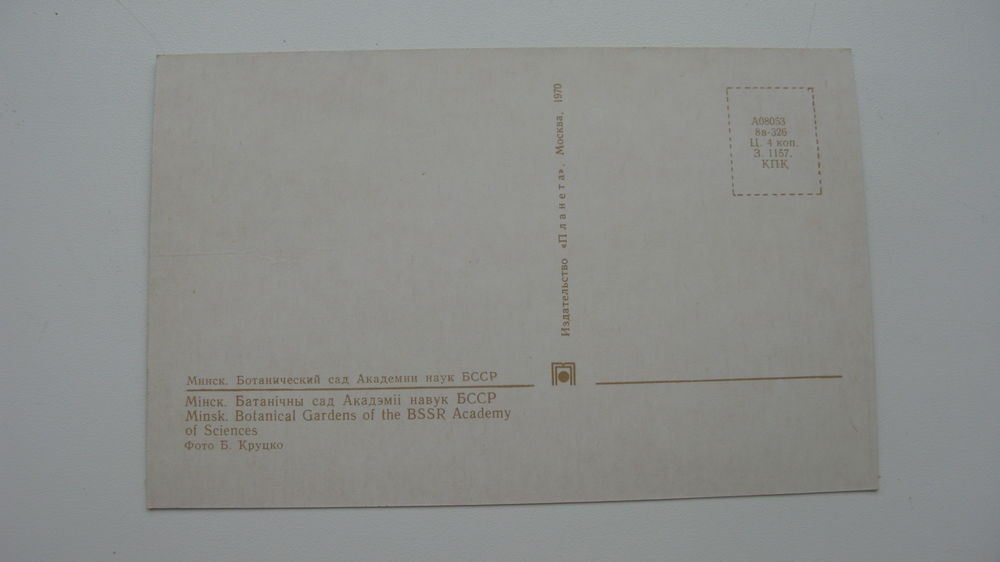 Минск. Ботанический сад Академии наук БССР
Мінск. Батанічны сад Акадэміі навук БССР
Minsk. Botanical Gardens of the BSSR Academy
of Sciences
Фото Б. Круцко
Издательство «Планета». Москва. 1970
А08053
8в-326
Ц. 4 коп.
З. 1157.
КПК